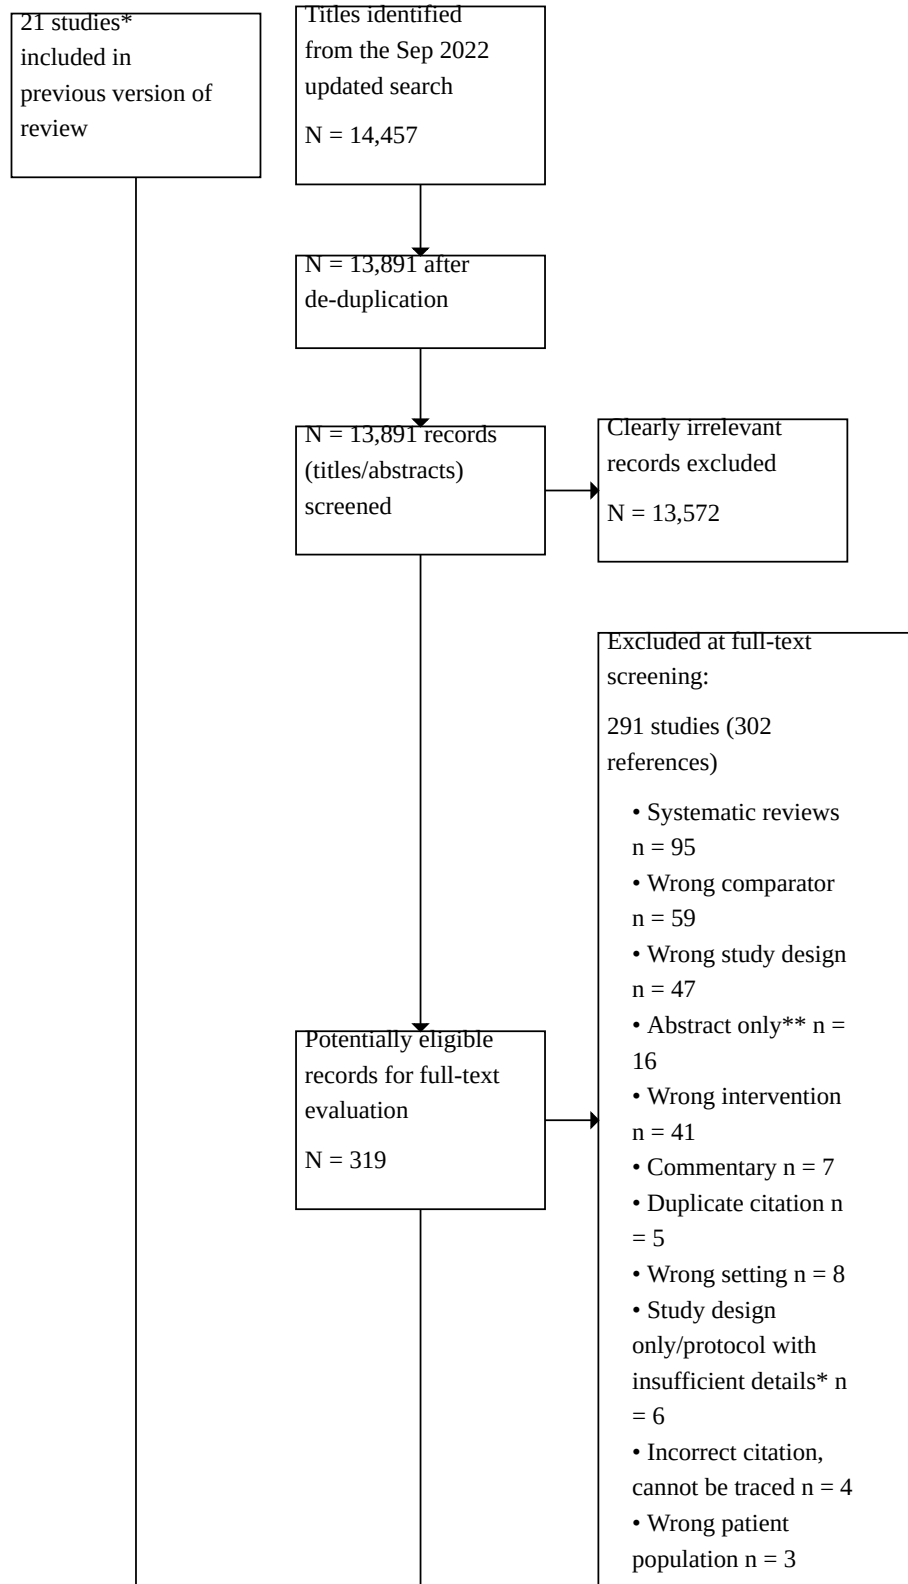 21 studies*
included in
previous version of
review
Titles identified
from the Sep 2022
updated search
N = 14,457
N = 13,891 after
de-duplication
N = 13,891 records
(titles/abstracts)
screened
Clearly irrelevant
records excluded
N = 13,572
Excluded at full-text
screening:
291 studies (302
references)
• Systematic reviews
n = 95
• Wrong comparator
n = 59
• Wrong study design
n = 47
• Abstract only** n =
16
• Wrong intervention
n = 41
• Commentary n = 7
• Duplicate citation n
= 5
• Wrong setting n = 8
• Study design
only/protocol with
insufficient details* n
= 6
• Incorrect citation,
cannot be traced n = 4
• Wrong patient
population n = 3
Potentially eligible
records for full-text
evaluation
N = 319